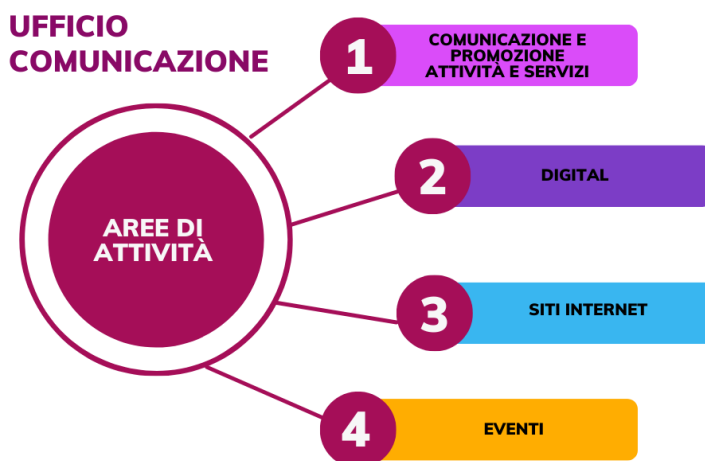 UFFICIO
COMUNICAZIONE
AREE DI
ATTIVITÀ
1
COMUNICAZIONE E
PROMOZIONE
ATTIVITÀ E SERVIZI
2
DIGITAL
3
SITI INTERNET
4
EVENTI